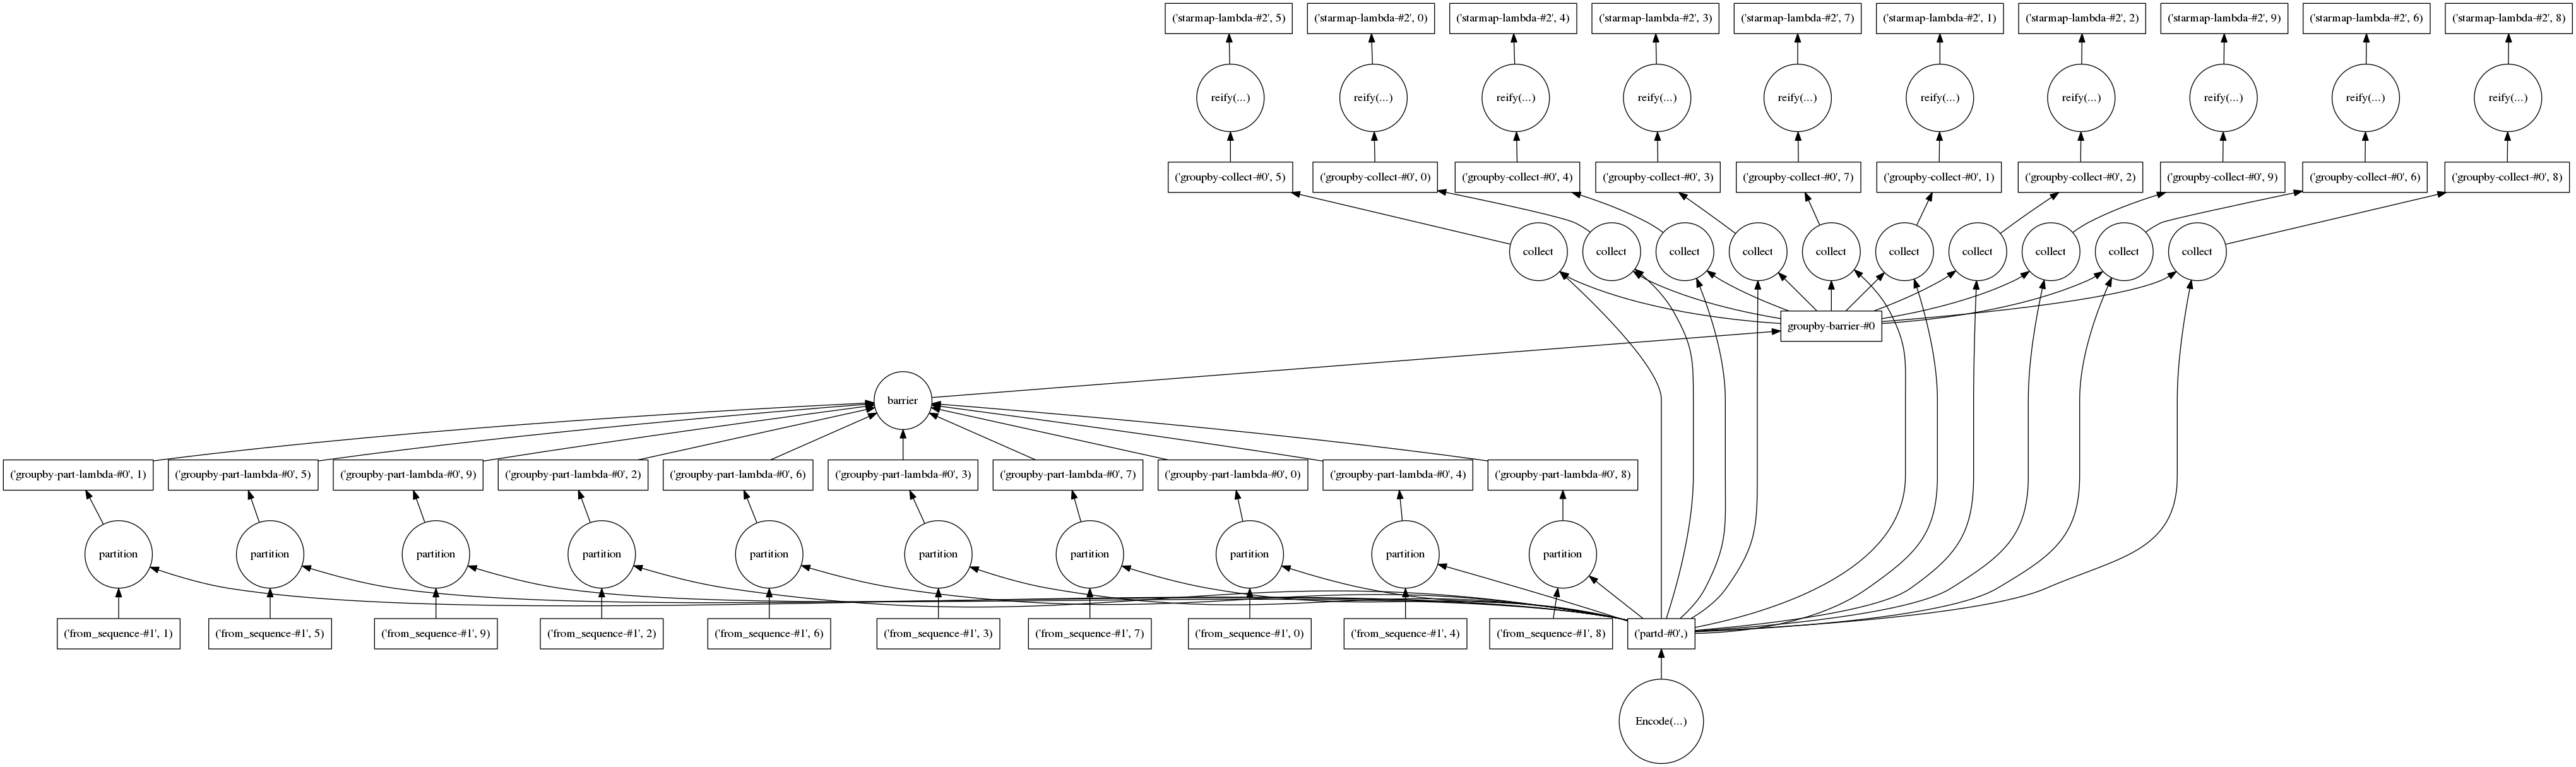 ('starmap-lambda-#2', 5)
('starmap-lambda-#2', 0)
('starmap-lambda-#2', 4)
('starmap-lambda-#2', 3)
('starmap-lambda-#2', 7)
('starmap-lambda-#2', 1)
('starmap-lambda-#2', 2)
('starmap-lambda-#2', 9)
('starmap-lambda-#2', 6)
('starmap-lambda-#2', 8)
reify(...)
reify(...)
reify(...)
reify(...)
reify(...)
reify(...)
reify(...)
reify(...)
reify(...)
reify(...)
('groupby-collect-#0', 5)
('groupby-collect-#0', 0)
('groupby-collect-#0', 4)
('groupby-collect-#0', 3)
('groupby-collect-#0', 7)
('groupby-collect-#0', 1)
('groupby-collect-#0', 2)
('groupby-collect-#0', 9)
('groupby-collect-#0', 6)
('groupby-collect-#0', 8)
collect
collect
collect
collect
collect
collect
collect
collect
collect
collect
groupby-barrier-#0
barrier
('groupby-part-lambda-#0', 1)
('groupby-part-lambda-#0', 5)
('groupby-part-lambda-#0', 9)
('groupby-part-lambda-#0', 2)
('groupby-part-lambda-#0', 6)
('groupby-part-lambda-#0', 3)
('groupby-part-lambda-#0', 7)
('groupby-part-lambda-#0', 0)
('groupby-part-lambda-#0', 4)
('groupby-part-lambda-#0', 8)
partition
partition
partition
partition
partition
partition
partition
partition
partition
partition
('from_sequence-#1', 1)
('from_sequence-#1', 5)
('from_sequence-#1', 9)
('from_sequence-#1', 2)
('from_sequence-#1', 6)
('from_sequence-#1', 3)
('from_sequence-#1', 7)
('from_sequence-#1', 0)
('from_sequence-#1', 4)
('from_sequence-#1', 8)
('partd-#0',)
Encode(...)